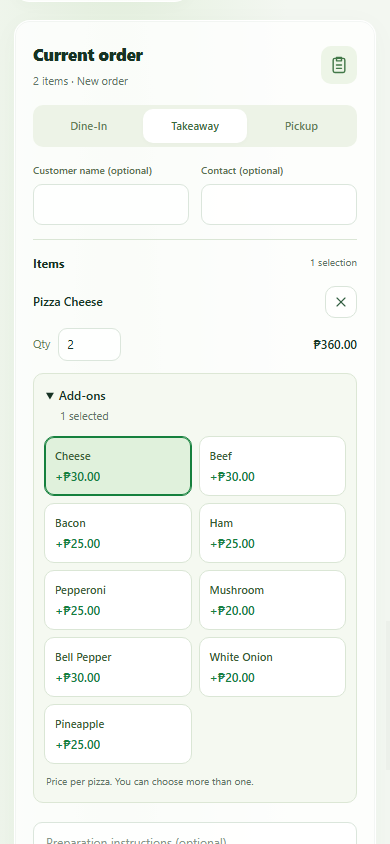 Current order
2 items · New order
Dine-In Takeaway Pickup
Customer name (optional) Contact (optional)
Items 1 selection
Pizza Cheese
Qty 2 ₱360.00
▼ Add-ons
1 selected
Cheese Beef
+₱30.00 +₱30.00
Bacon Ham
+₱25.00 +₱25.00
Pepperoni Mushroom
+₱25.00 +₱20.00
Bell Pepper White Onion
+₱30.00 +₱20.00
Pineapple
+₱25.00
Price per pizza. You can choose more than one.
Preparation instructions (optional)